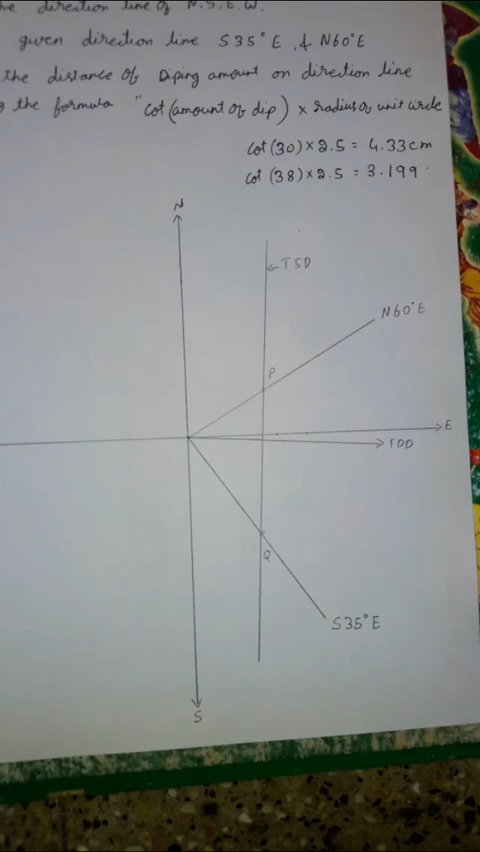 he direction line of N.S.E.W.
given direction line S35°E & N60°E
the distance of Diping amount on direction line
the formula "Cot (amount of dip) × radius of unit circle
Cot (30) × 2.5 = 4.33cm
Cot (38) × 2.5 = 3.199
N
←TSD
N60°E
P
E
TDD
Q
S35°E
S